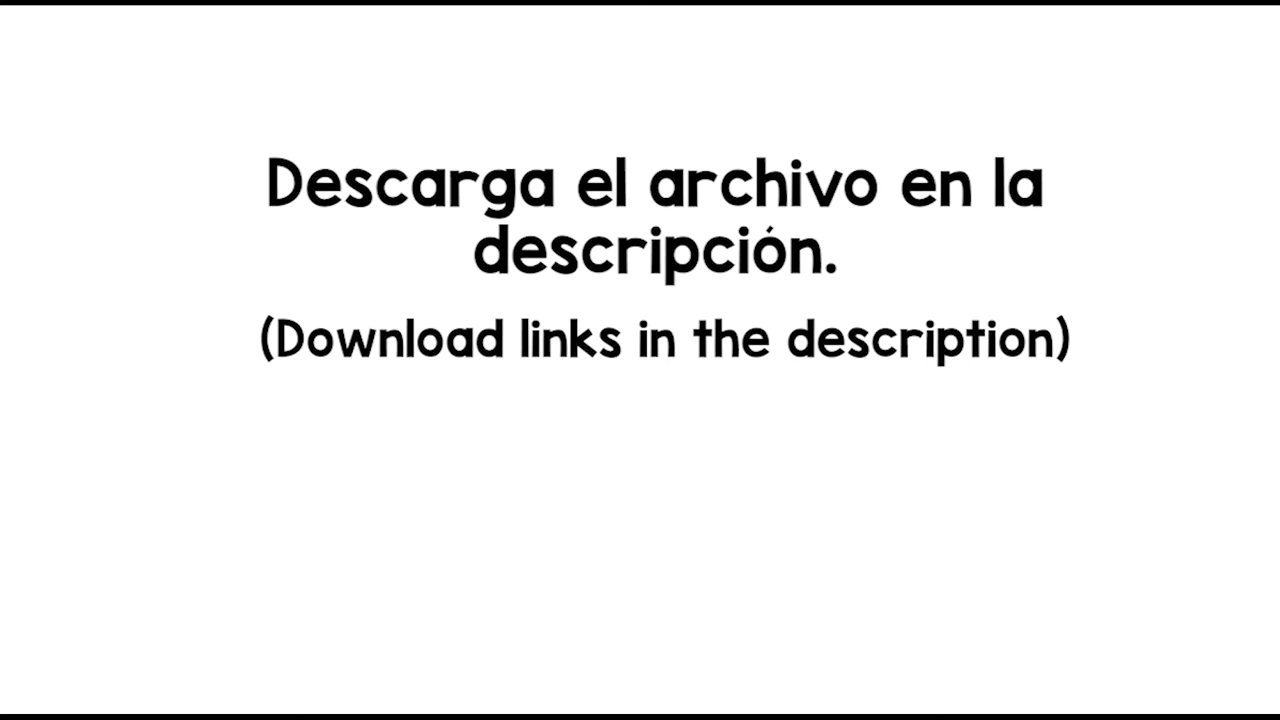 Descarga el archivo en la
descripción.
(Download links in the description)